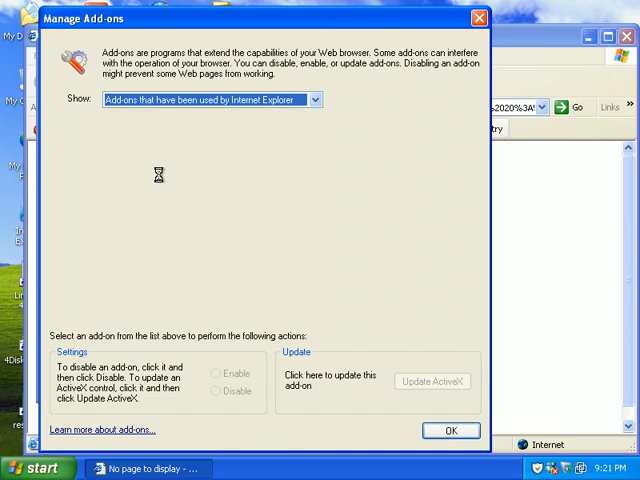 Manage Add-ons
Add-ons are programs that extend the capabilities of your Web browser. Some add-ons can interfere
with the operation of your browser. You can disable, enable, or update add-ons. Disabling an add-on
might prevent some Web pages from working.
Show:
Add-ons that have been used by Internet Explorer
Go
Links
»
Select an add-on from the list above to perform the following actions:
Settings
To disable an add-on, click it and
then click Disable. To update an
ActiveX control, click it and then
click Update ActiveX.
Enable
Disable
Update
Click here to update this
add-on
Update ActiveX
Learn more about add-ons...
OK
Internet
start
No page to display - ...
9:21 PM